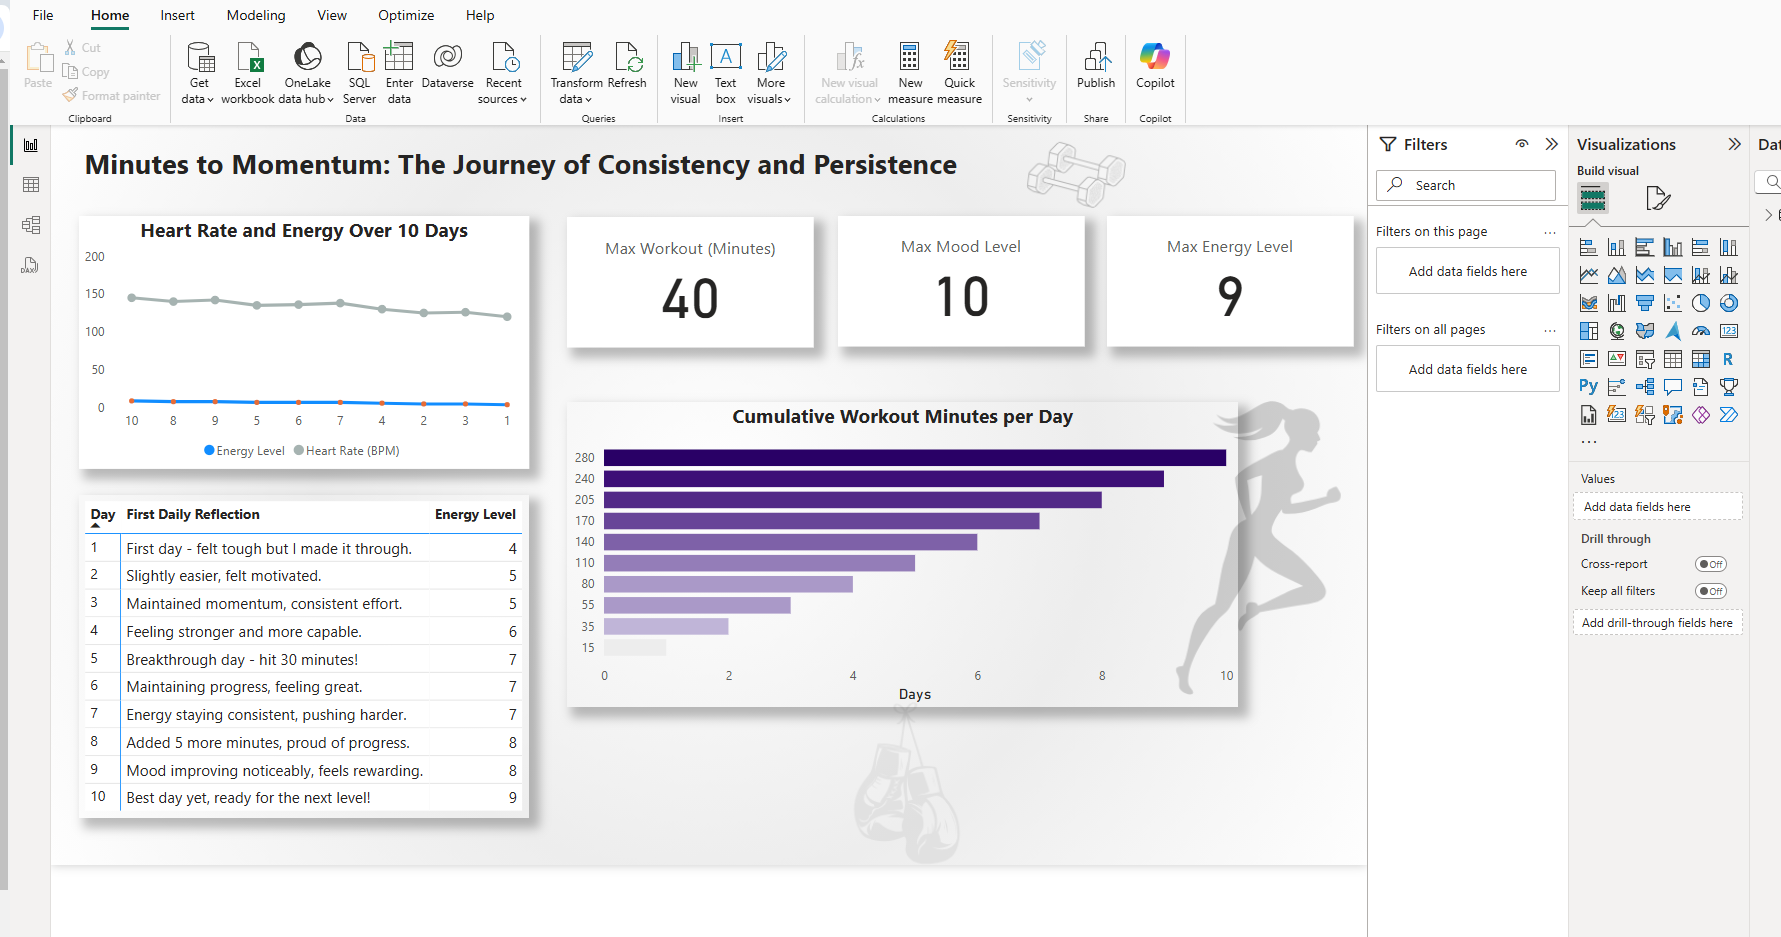 File Home Insert Modeling View Optimize Help
Paste
Cut
Copy
Format painter
Clipboard
Get data
Excel workbook
OneLake data hub
SQL Server
Enter data
Dataverse
Recent sources
Data
Transform data
Refresh
Queries
New visual
Text box
More visuals
Insert
New visual calculation
New measure
Quick measure
Calculations
Sensitivity
Sensitivity
Publish
Share
Copilot
Copilot
Minutes to Momentum: The Journey of Consistency and Persistence
Heart Rate and Energy Over 10 Days
200
150
100
50
0
10 8 9 5 6 7 4 2 3 1
Energy Level Heart Rate (BPM)
Max Workout (Minutes)
40
Max Mood Level
10
Max Energy Level
9
Day First Daily Reflection Energy Level
1 First day - felt tough but I made it through. 4
2 Slightly easier, felt motivated. 5
3 Maintained momentum, consistent effort. 5
4 Feeling stronger and more capable. 6
5 Breakthrough day - hit 30 minutes! 7
6 Maintaining progress, feeling great. 7
7 Energy staying consistent, pushing harder. 7
8 Added 5 more minutes, proud of progress. 8
9 Mood improving noticeably, feels rewarding. 8
10 Best day yet, ready for the next level! 9
Cumulative Workout Minutes per Day
280
240
205
170
140
110
80
55
35
15
0 2 4 6 8 10
Days
Filters
Search
Filters on this page ...
Add data fields here
Filters on all pages ...
Add data fields here
Visualizations
Build visual
123
R
Py
123
...
Values
Add data fields here
Drill through
Cross-report Off
Keep all filters Off
Add drill-through fields here
Dat
DAX